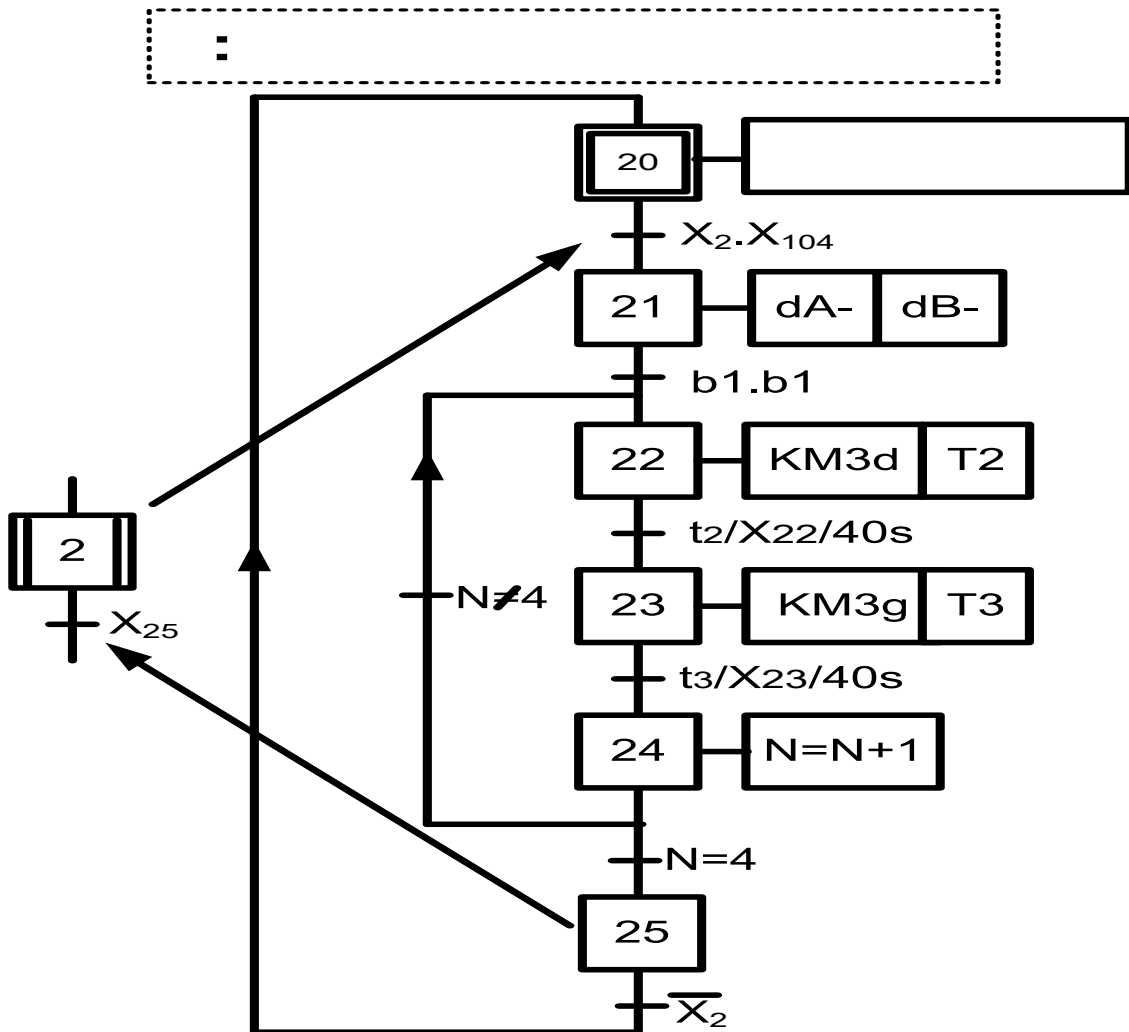 :
20
X2.X104
21 dA- dB-
b1.b1
22 KM3d T2
t2/X22/40s
2
N≠4
23 KM3g T3
X25
t3/X23/40s
24 N=N+1
N=4
25
X̅2